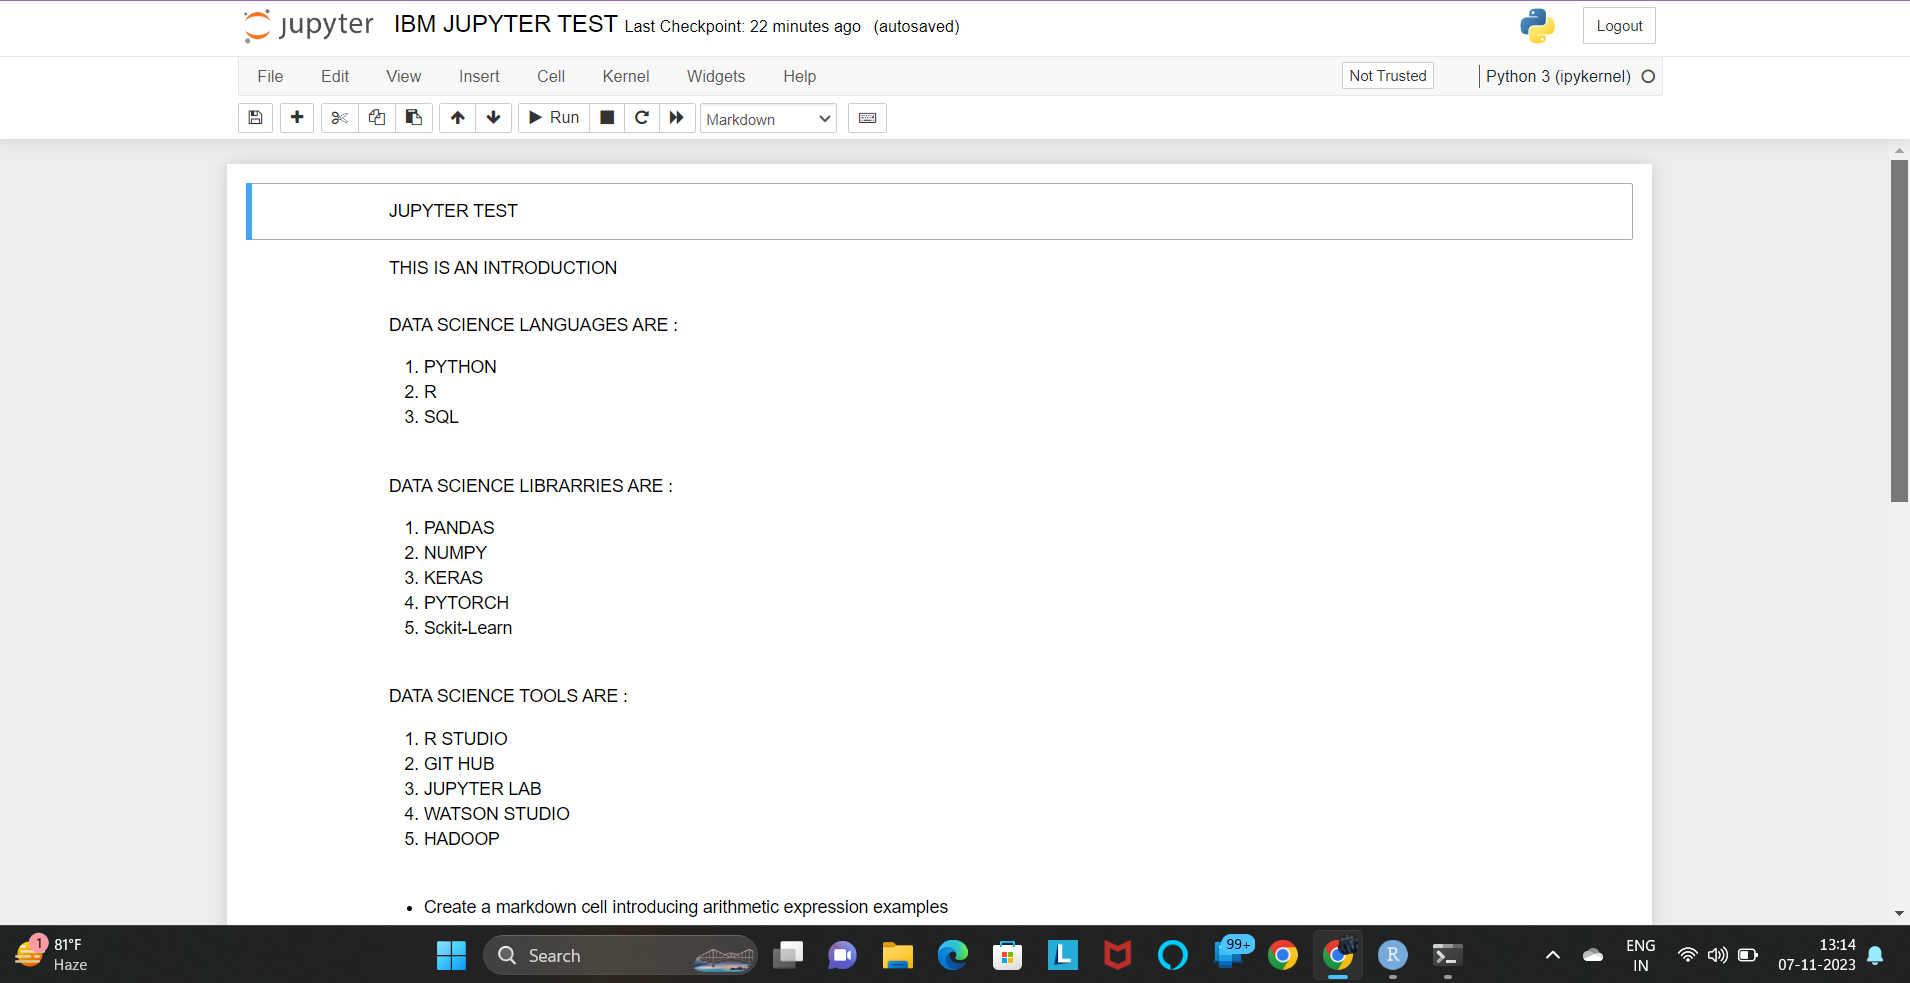 jupyter IBM JUPYTER TEST Last Checkpoint: 22 minutes ago (autosaved) Logout
File Edit View Insert Cell Kernel Widgets Help Not Trusted Python 3 (ipykernel)
Run Markdown
JUPYTER TEST
THIS IS AN INTRODUCTION
DATA SCIENCE LANGUAGES ARE :
1. PYTHON
2. R
3. SQL
DATA SCIENCE LIBRARRIES ARE :
1. PANDAS
2. NUMPY
3. KERAS
4. PYTORCH
5. Sckit-Learn
DATA SCIENCE TOOLS ARE :
1. R STUDIO
2. GIT HUB
3. JUPYTER LAB
4. WATSON STUDIO
5. HADOOP
• Create a markdown cell introducing arithmetic expression examples
1 81°F
Haze
Search
L
99+
R
ENG
IN
13:14
07-11-2023